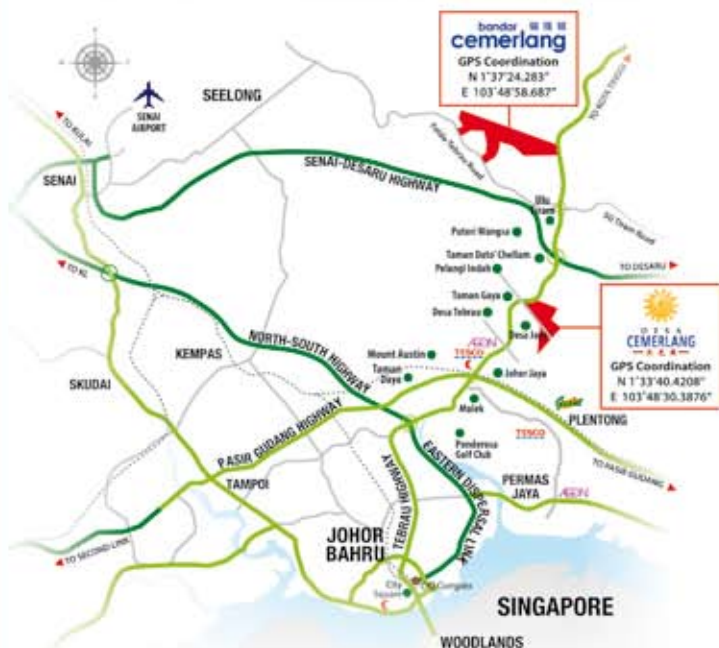 bandar
cemerlang
GPS Coordination
N 1°37'24.283"
E 103°48'58.687"
TO KOTA TINGGI
SEELONG
SENAI
AIRPORT
TO KULAI
SENAI
SENAI-DESARU HIGHWAY
Ulu
Tiram
SG Tiram Road
Puteri Wangsa
Taman Dato' Chellam
TO DESARU
Pelangi Indah
TO KL
Taman Gaya
Desa Tebrau
Desa Jaya
DESA
CEMERLANG
GPS Coordination
N 1°33'40.4208"
E 103°48'30.3876"
NORTH-SOUTH HIGHWAY
AEON
TESCO
KEMPAS
Mount Austin
Taman
Daya
Johor Jaya
SKUDAI
Molek
PLENTONG
TESCO
PASIR GUDANG HIGHWAY
Ponderosa
Golf Club
TO PASIR GUDANG
TAMPOI
PERMAS
JAYA
AEON
TEBRAU HIGHWAY
EASTERN DISPERSAL LINK
JOHOR
BAHRU
TO SECOND LINK
City
Square
CIQ Complex
SINGAPORE
WOODLANDS